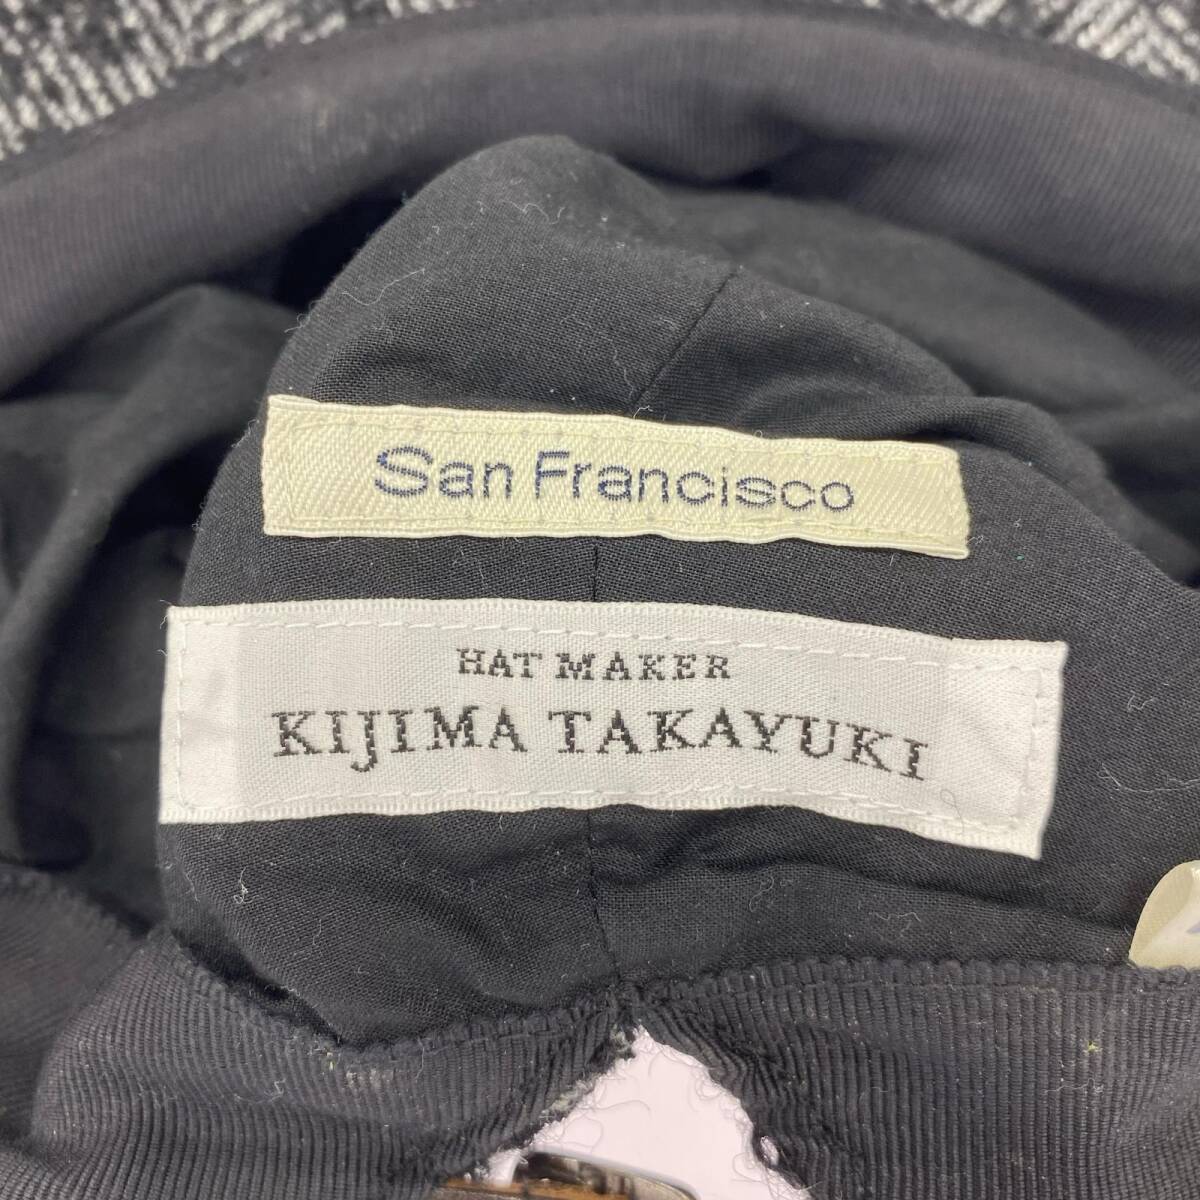 San Francisco
HAT MAKER
KIJIMA TAKAYUKI